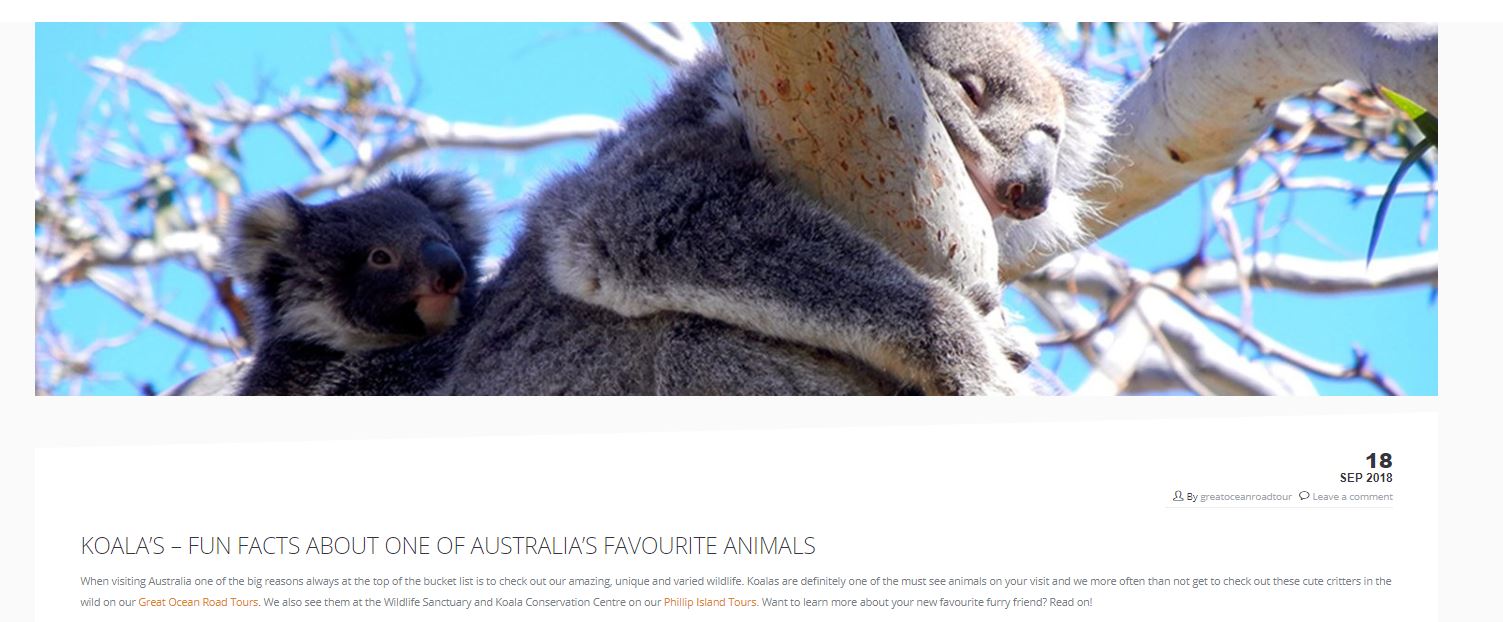 18
SEP 2018
By greatoceanroadtour Leave a comment
KOALA'S – FUN FACTS ABOUT ONE OF AUSTRALIA'S FAVOURITE ANIMALS
When visiting Australia one of the big reasons always at the top of the bucket list is to check out our amazing, unique and varied wildlife. Koalas are definitely one of the must see animals on your visit and we more often than not get to check out these cute critters in the
wild on our Great Ocean Road Tours. We also see them at the Wildlife Sanctuary and Koala Conservation Centre on our Phillip Island Tours. Want to learn more about your new favourite furry friend? Read on!